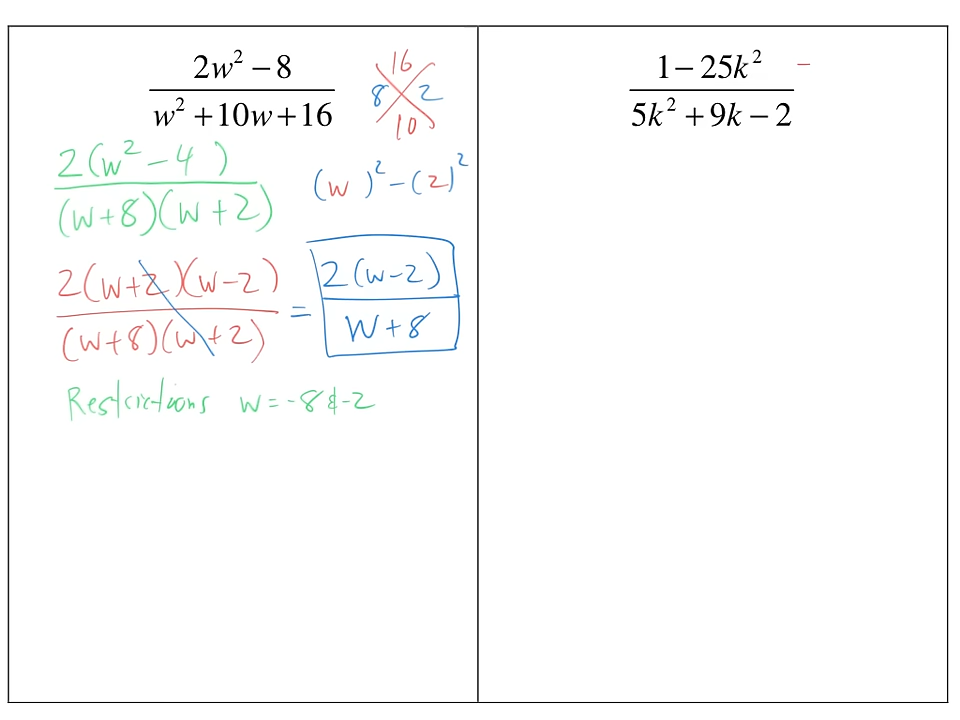 2w² − 8
w² + 10w + 16
16
8 2
10
2(w² − 4 )
(w+8)(w+2)
(w )² − (2)²
2(w+2)(w−2)
(w+8)(w+2)
=
2(w−2)
w+8
Restrictions w = -8 & -2
1 − 25k² −
5k² + 9k − 2